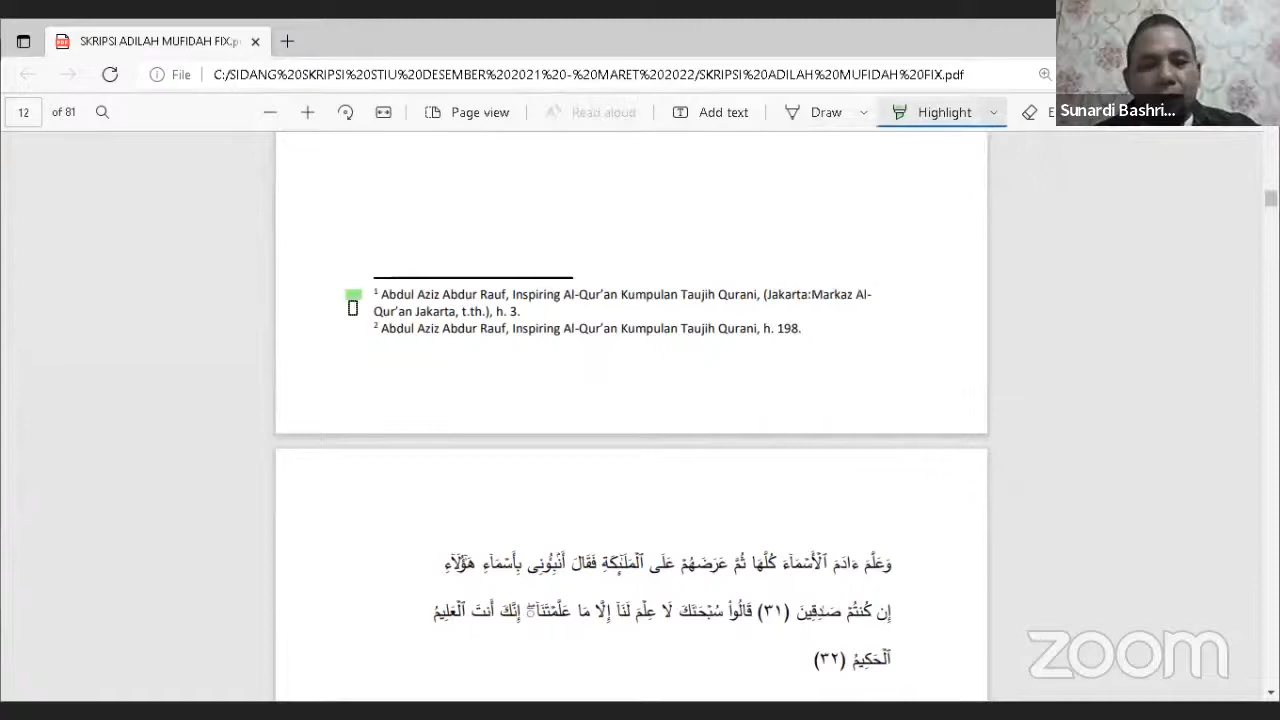 SKRIPSI ADILAH MUFIDAH FIX.p
File
C:/SIDANG%20SKRIPSI%20STIU%20DESEMBER%202021%20-%20MARET%202022/SKRIPSI%20ADILAH%20MUFIDAH%20FIX.pdf
12 of 81
Page view
Read aloud
Add text
Draw
Highlight
E
Sunardi Bashri...
1 Abdul Aziz Abdur Rauf, Inspiring Al-Qur’an Kumpulan Taujih Qurani, (Jakarta:Markaz Al-
Qur’an Jakarta, t.th.), h. 3.
2 Abdul Aziz Abdur Rauf, Inspiring Al-Qur’an Kumpulan Taujih Qurani, h. 198.
وَعَلَّمَ ءَادَمَ ٱلْأَسْمَآءَ كُلَّهَا ثُمَّ عَرَضَهُمْ عَلَى ٱلْمَلَٰٓئِكَةِ فَقَالَ أَنۢبِـُٔونِى بِأَسْمَآءِ هَٰٓؤُلَآءِ
إِن كُنتُمْ صَٰدِقِينَ (٣١) قَالُوا۟ سُبْحَٰنَكَ لَا عِلْمَ لَنَآ إِلَّا مَا عَلَّمْتَنَآ ۖ إِنَّكَ أَنتَ ٱلْعَلِيمُ
ٱلْحَكِيمُ (٣٢)
zoom